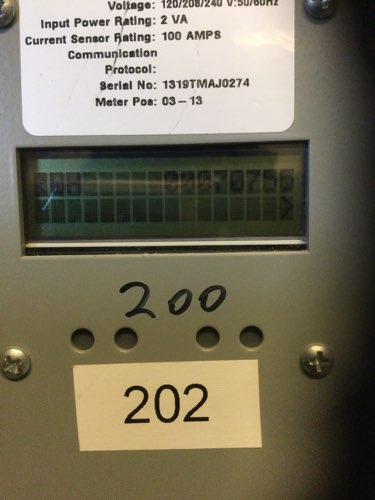 Voltage: 120/208/240 V:50/60Hz
Input Power Rating: 2 VA
Current Sensor Rating: 100 AMPS
Communication
Protocol:
Serial No: 1319TMAJ0274
Meter Pos: 03-13
200
202